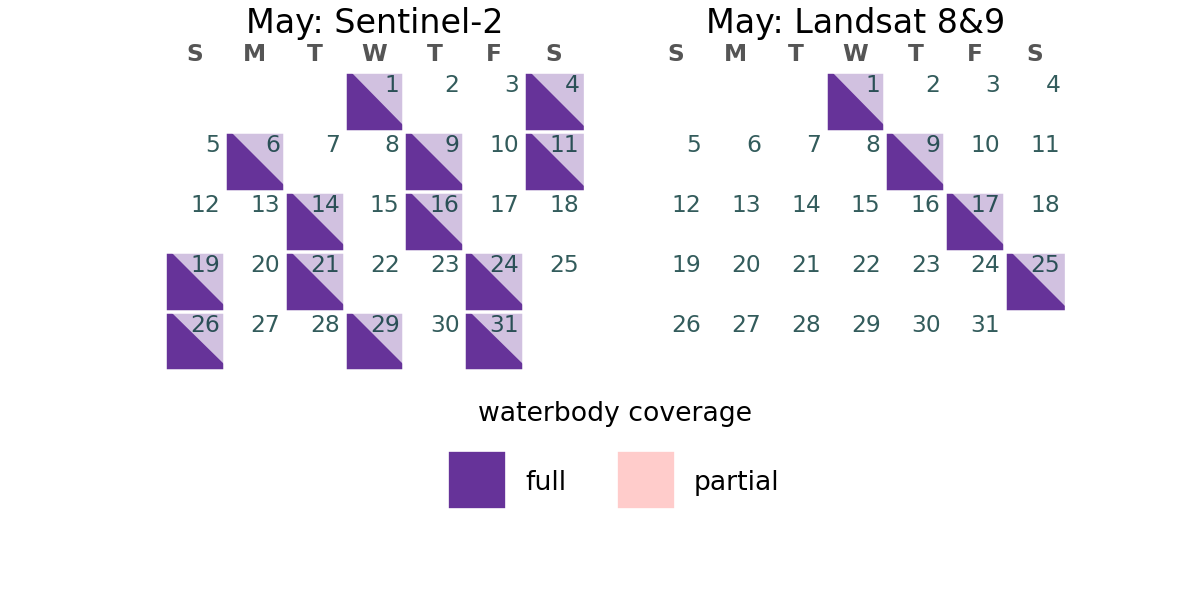 May: Sentinel-2
S M T W T F S
1 2 3 4
5 6 7 8 9 10 11
12 13 14 15 16 17 18
19 20 21 22 23 24 25
26 27 28 29 30 31
May: Landsat 8&9
S M T W T F S
1 2 3 4
5 6 7 8 9 10 11
12 13 14 15 16 17 18
19 20 21 22 23 24 25
26 27 28 29 30 31
waterbody coverage
full
partial